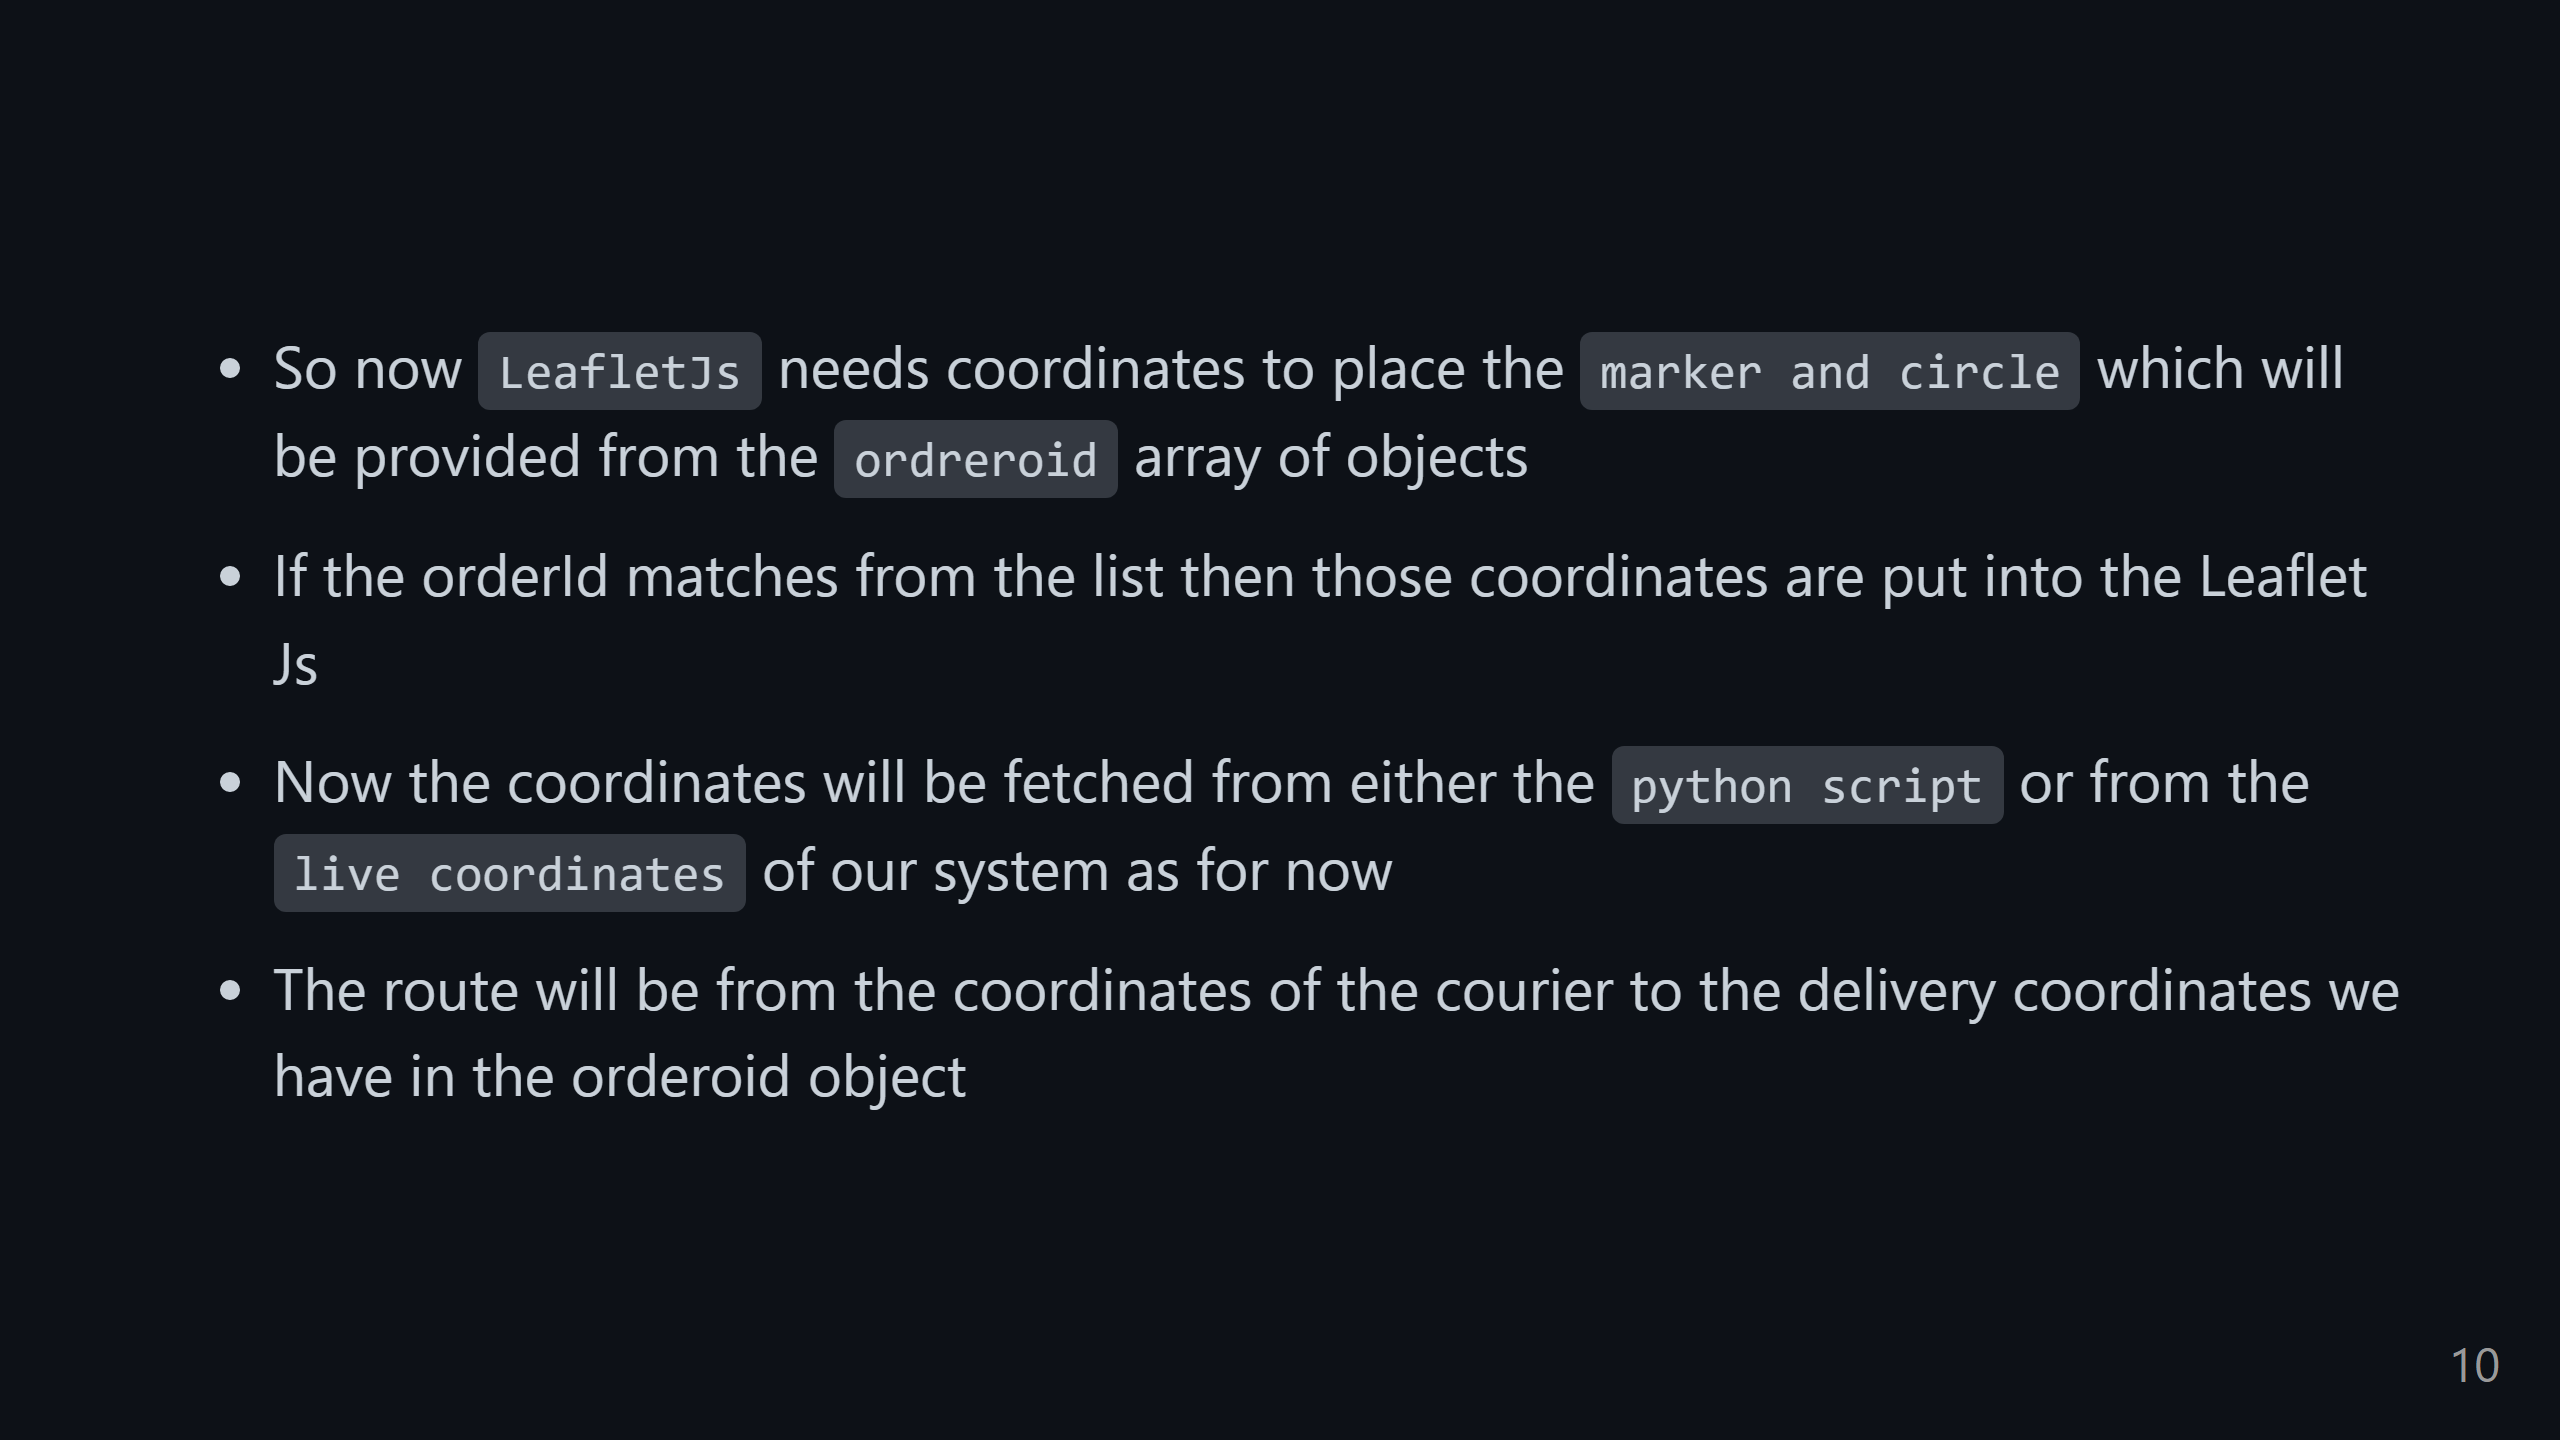 So now LeafletJs needs coordinates to place the marker and circle which will
be provided from the ordreroid array of objects
If the orderId matches from the list then those coordinates are put into the Leaflet
Js
Now the coordinates will be fetched from either the python script or from the
live coordinates of our system as for now
The route will be from the coordinates of the courier to the delivery coordinates we
have in the orderoid object
10